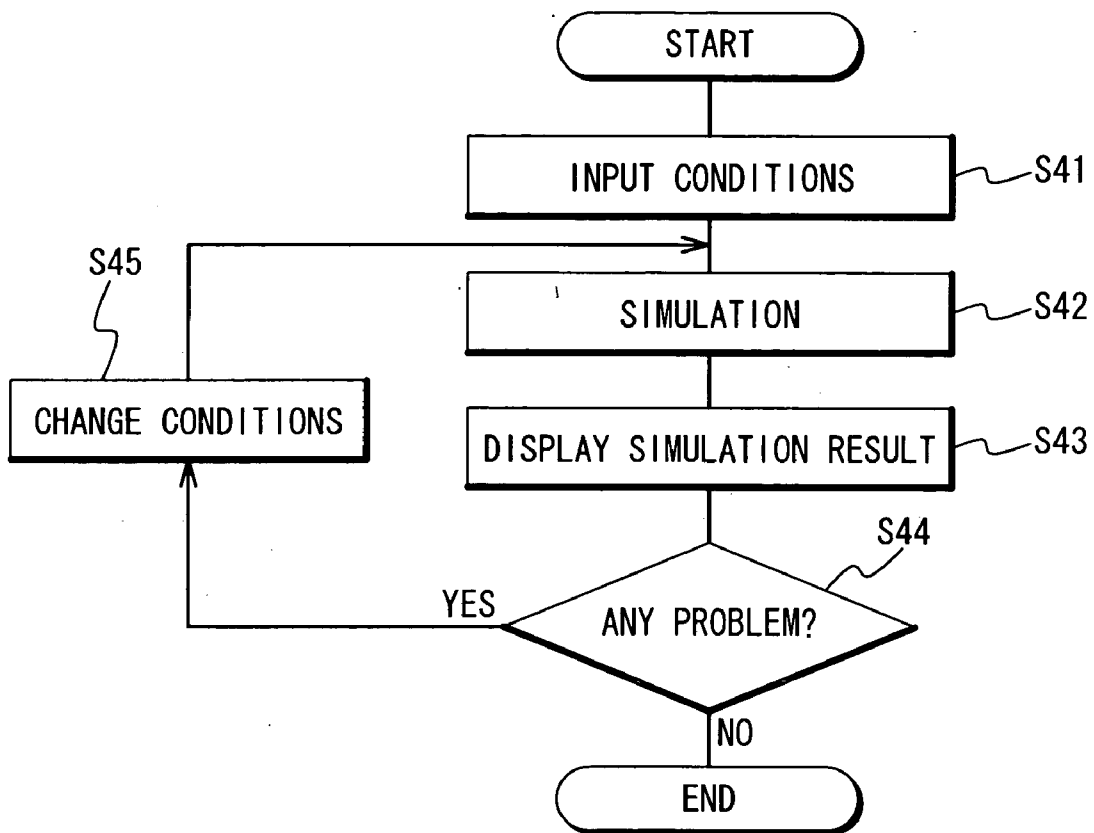 START
INPUT CONDITIONS
S41
S45
SIMULATION
S42
CHANGE CONDITIONS
DISPLAY SIMULATION RESULT
S43
S44
YES
ANY PROBLEM?
NO
END